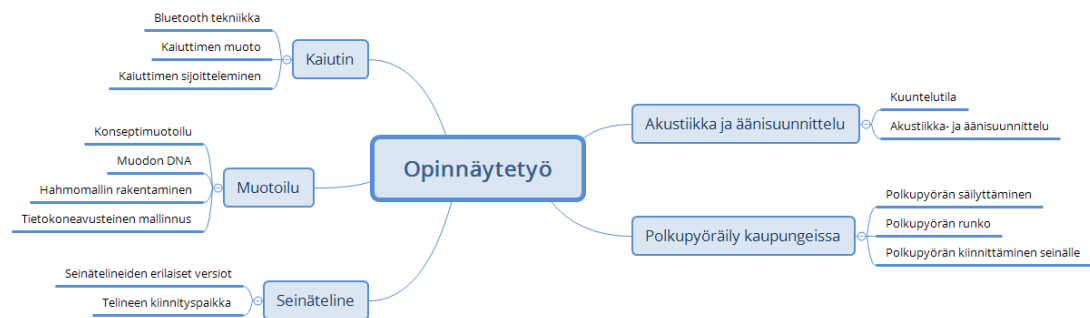 Bluetooth tekniikka
Kaiuttimen muoto
Kaiuttimen sijoitteleminen
Kaiutin
Konseptimuotoilu
Muodon DNA
Hahmomallin rakentaminen
Tietokoneavusteinen mallinnus
Muotoilu
Seinätelineiden erilaiset versiot
Telineen kiinnityspaikka
Seinäteline
Opinnäytetyö
Akustiikka ja äänisuunnittelu
Kuuntelutila
Akustiikka- ja äänisuunnittelu
Polkupyöräily kaupungeissa
Polkupyörän säilyttäminen
Polkupyörän runko
Polkupyörän kiinnittäminen seinälle